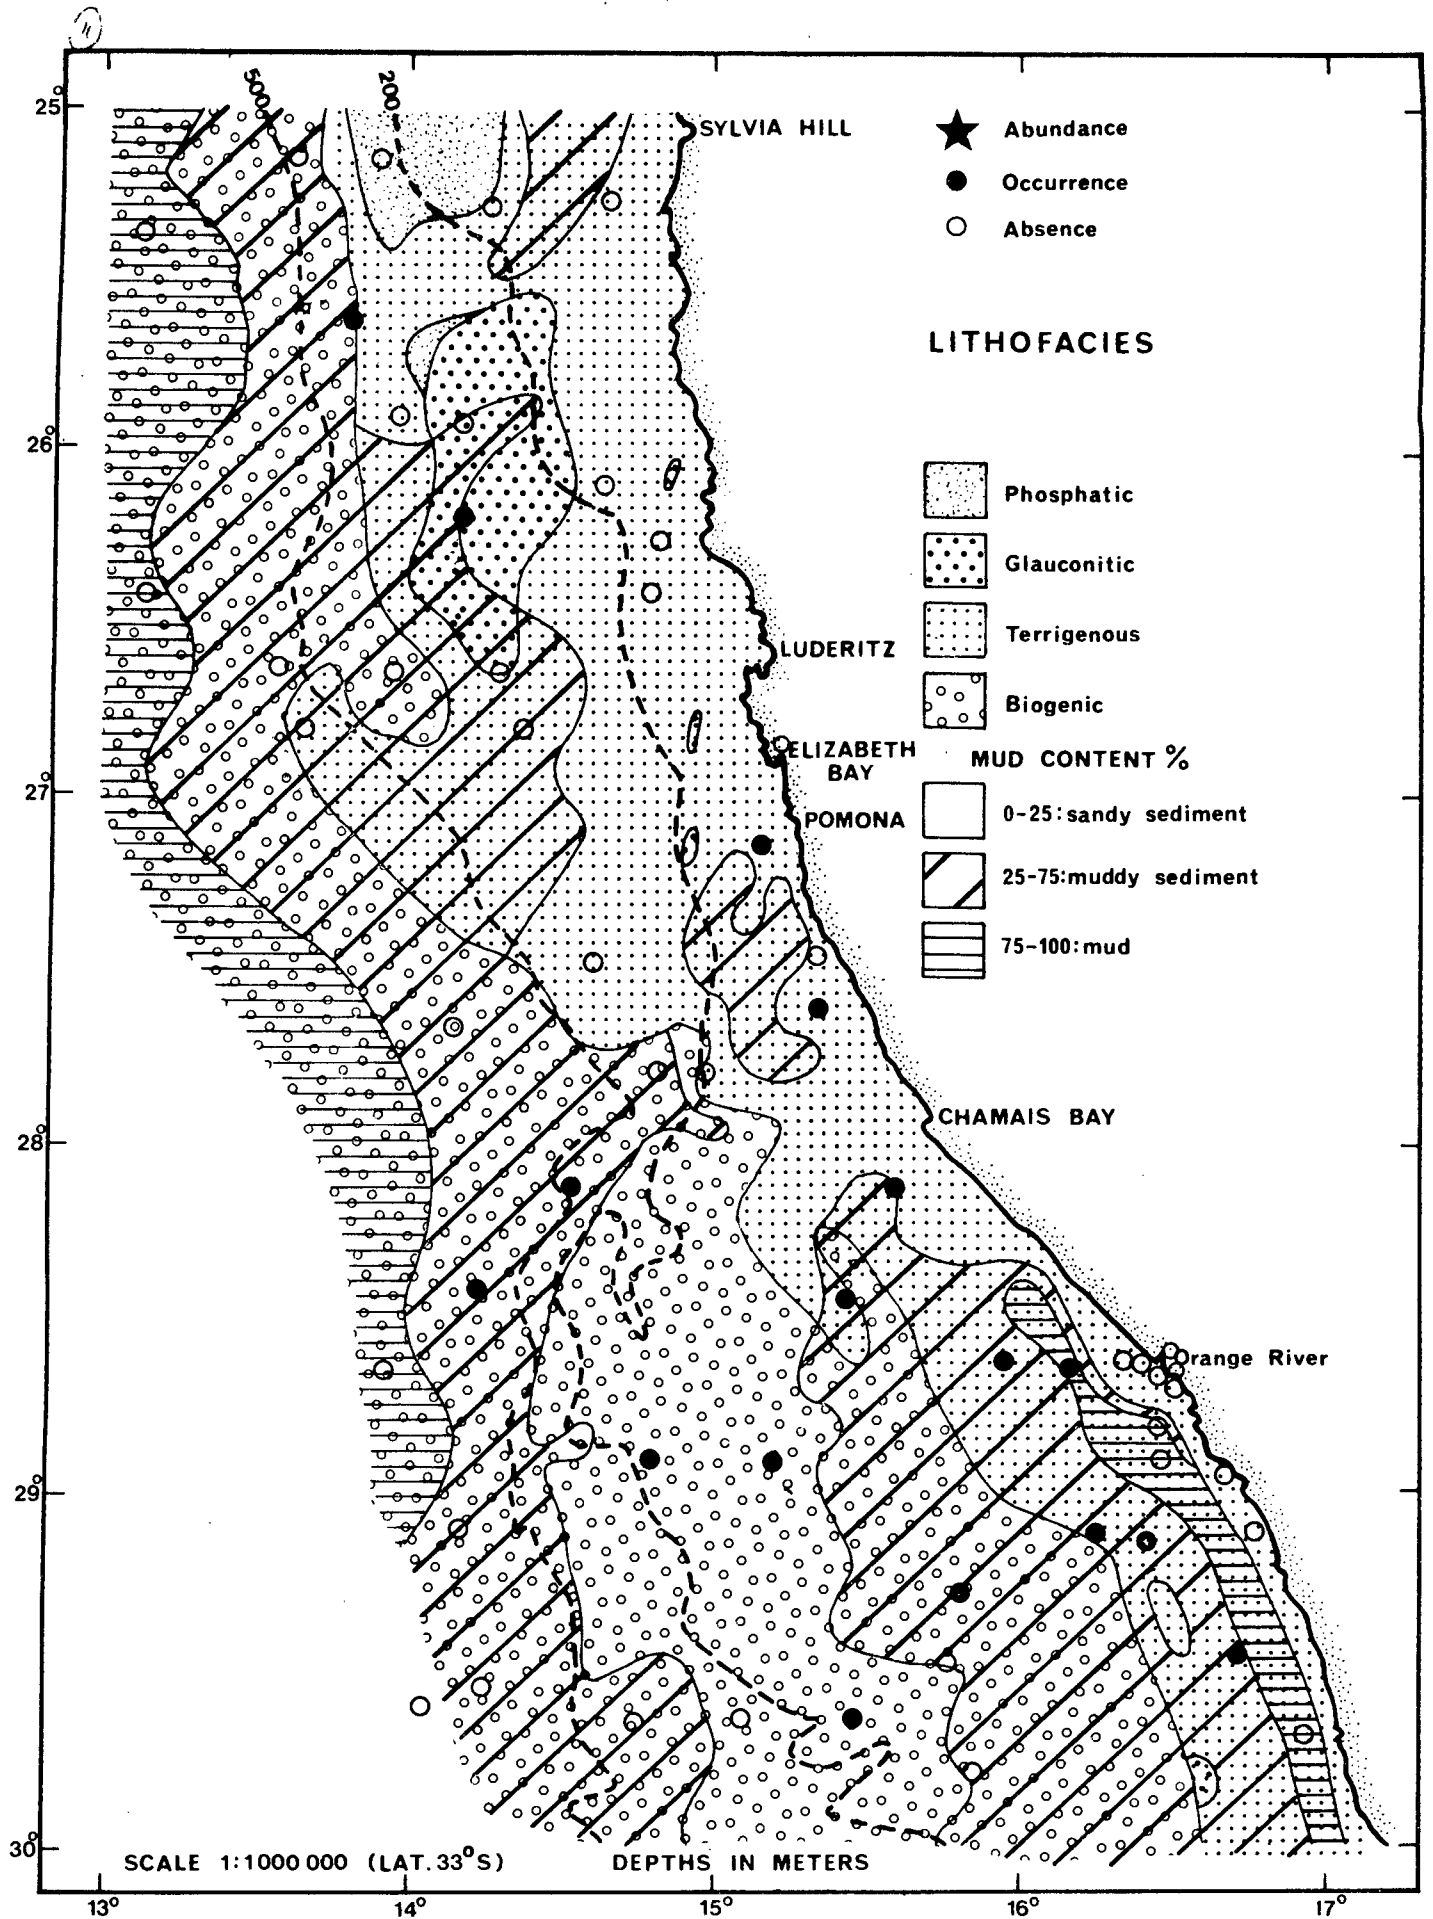 11
500
200
25°
SYLVIA HILL
Abundance
Occurrence
Absence
LITHOFACIES
26°
Phosphatic
Glauconitic
Terrigenous
LUDERITZ
Biogenic
ELIZABETH
BAY
MUD CONTENT %
27°
POMONA
0-25: sandy sediment
25-75: muddy sediment
75-100: mud
28°
CHAMAIS BAY
Orange River
29°
30°
SCALE 1:1000 000 (LAT. 33°S)
DEPTHS IN METERS
13°
14°
15°
16°
17°